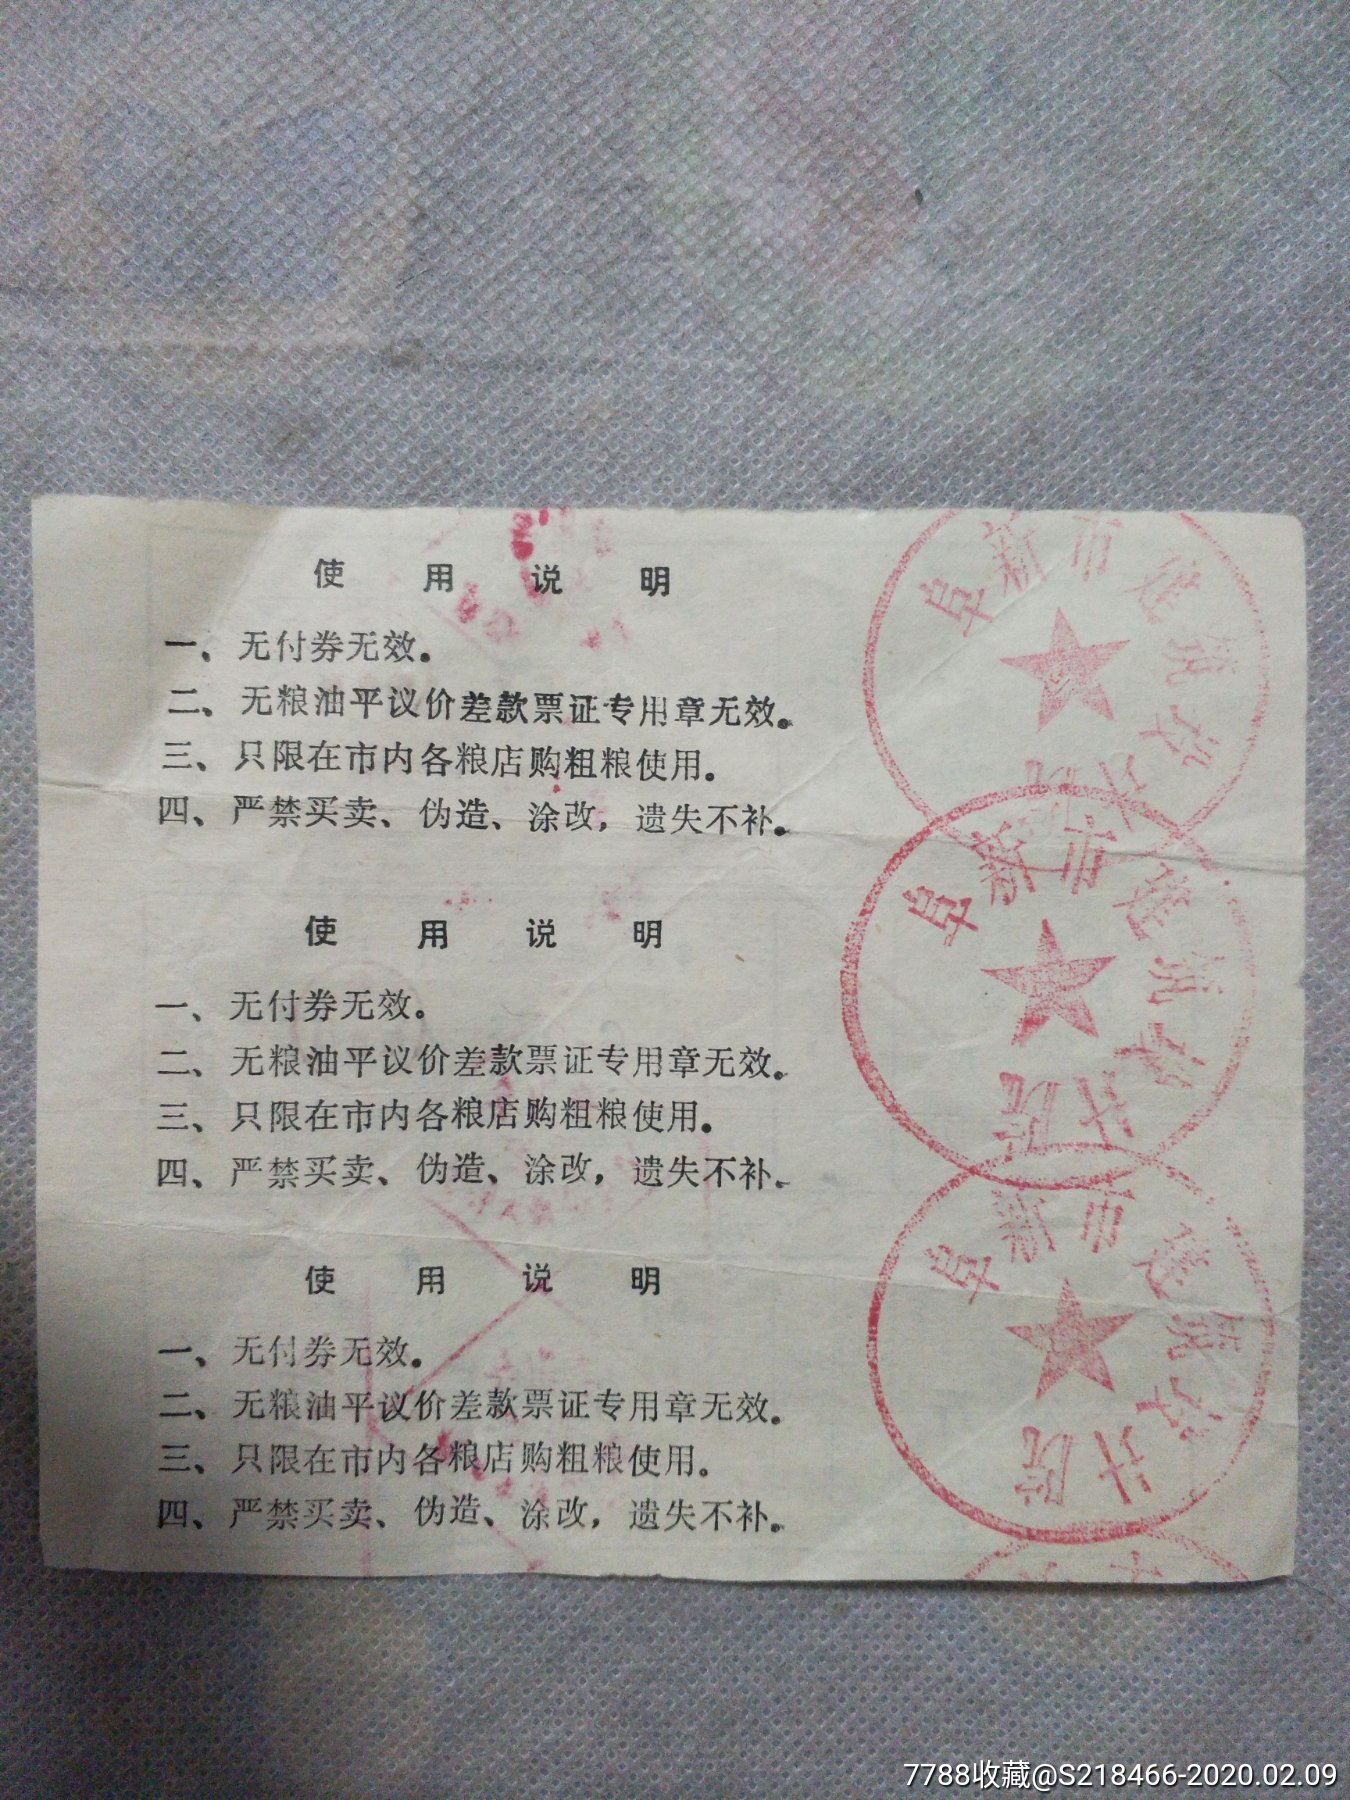 使用说明
一、无付券无效。
二、无粮油平议价差款票证专用章无效。
三、只限在市内各粮店购粗粮使用。
四、严禁买卖、伪造、涂改，遗失不补。
使用说明
一、无付券无效。
二、无粮油平议价差款票证专用章无效。
三、只限在市内各粮店购粗粮使用。
四、严禁买卖、伪造、涂改，遗失不补。
使用说明
一、无付券无效。
二、无粮油平议价差款票证专用章无效。
三、只限在市内各粮店购粗粮使用。
四、严禁买卖、伪造、涂改，遗失不补。
阜新市建筑设计院
阜新市建筑设计院
阜新市建筑设计院
7788收藏@S218466-2020.02.09